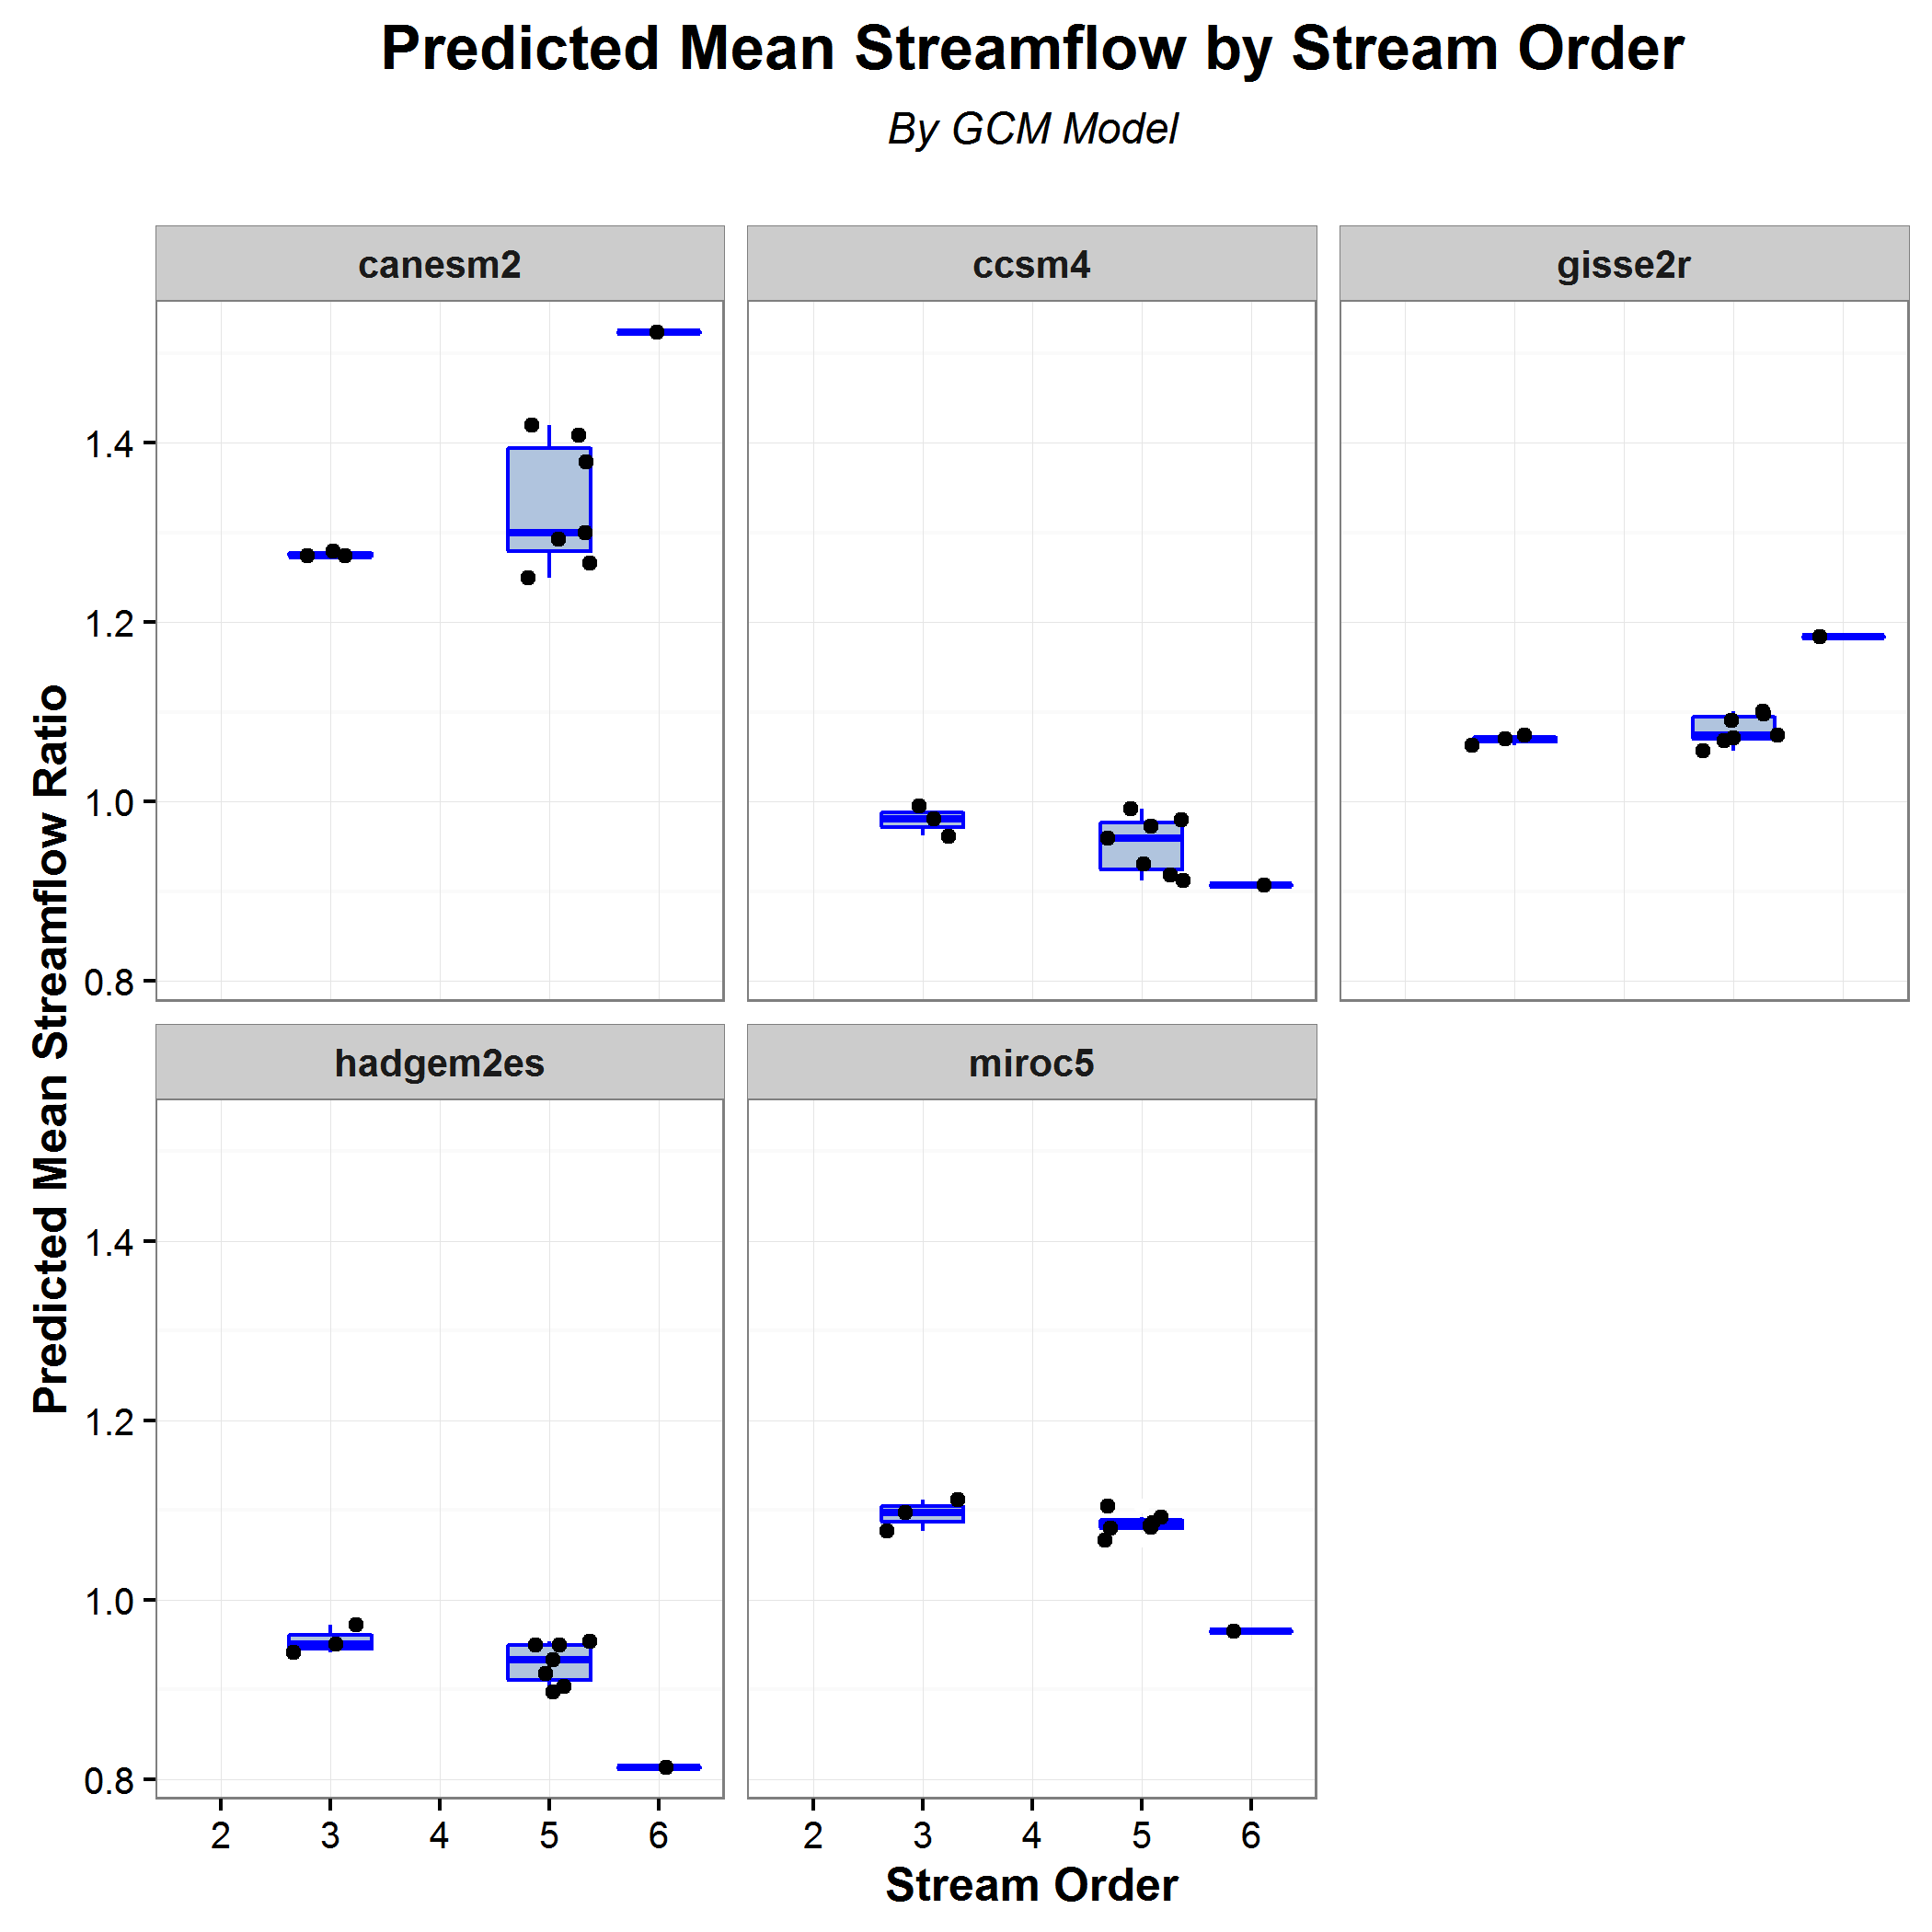 Predicted Mean Streamflow by Stream Order
By GCM Model
canesm2
ccsm4
gisse2r
1.4
1.2
1.0
0.8
Predicted Mean Streamflow Ratio
hadgem2es
miroc5
1.4
1.2
1.0
0.8
2 3 4 5 6
2 3 4 5 6
Stream Order